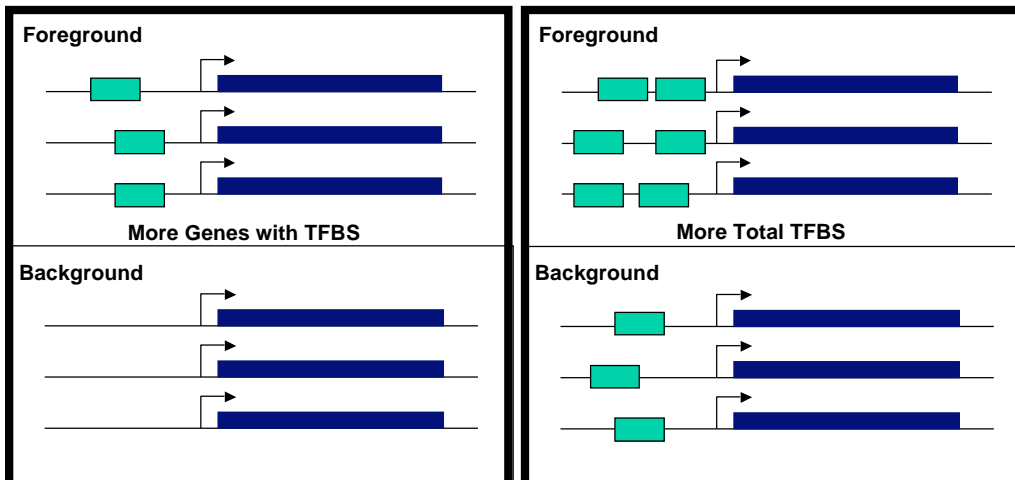 Foreground
More Genes with TFBS
Background
Foreground
More Total TFBS
Background